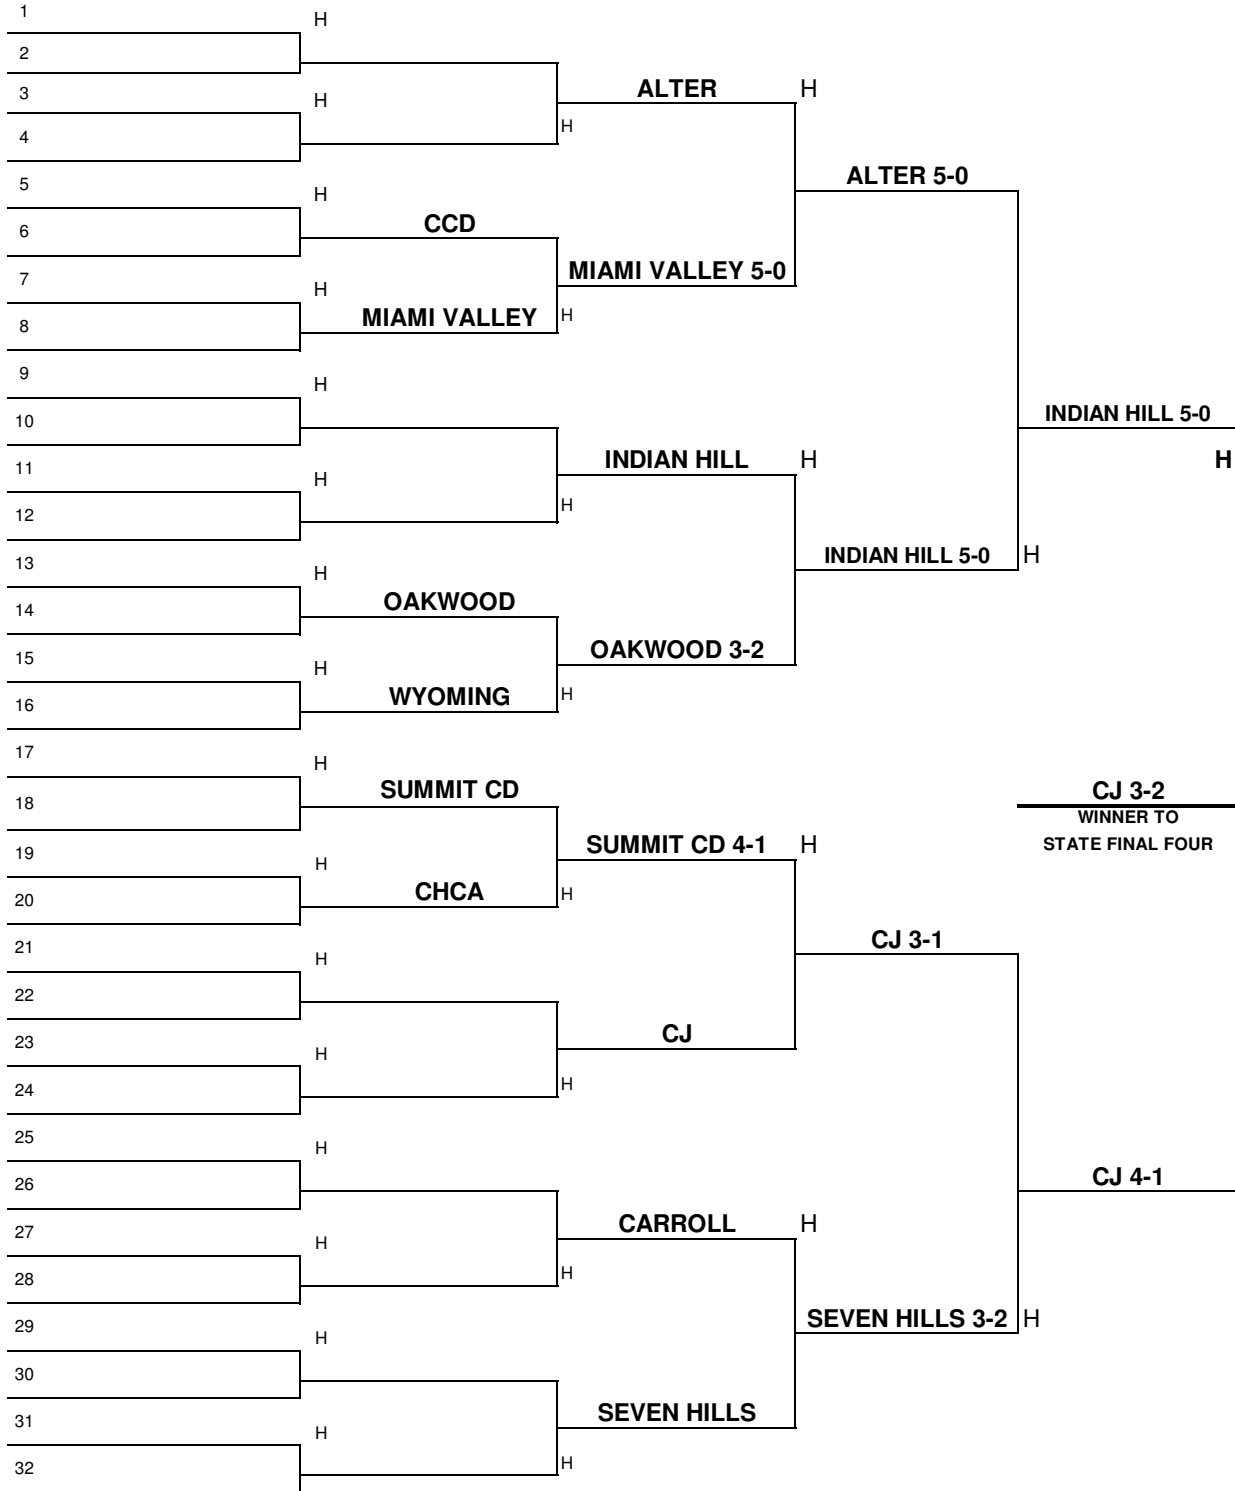 1
H
2
3
H
ALTER
H
4
H
5
H
ALTER 5-0
6
CCD
7
H
MIAMI VALLEY 5-0
8
MIAMI VALLEY
H
9
H
10
INDIAN HILL 5-0
11
H
INDIAN HILL
H
H
12
H
13
H
INDIAN HILL 5-0
H
14
OAKWOOD
15
H
OAKWOOD 3-2
16
WYOMING
H
17
H
18
SUMMIT CD
CJ 3-2
WINNER TO
STATE FINAL FOUR
19
H
SUMMIT CD 4-1
H
20
CHCA
H
21
H
CJ 3-1
22
23
H
CJ
24
H
25
H
26
CJ 4-1
27
H
CARROLL
H
28
H
29
H
SEVEN HILLS 3-2
H
30
31
H
SEVEN HILLS
32
H